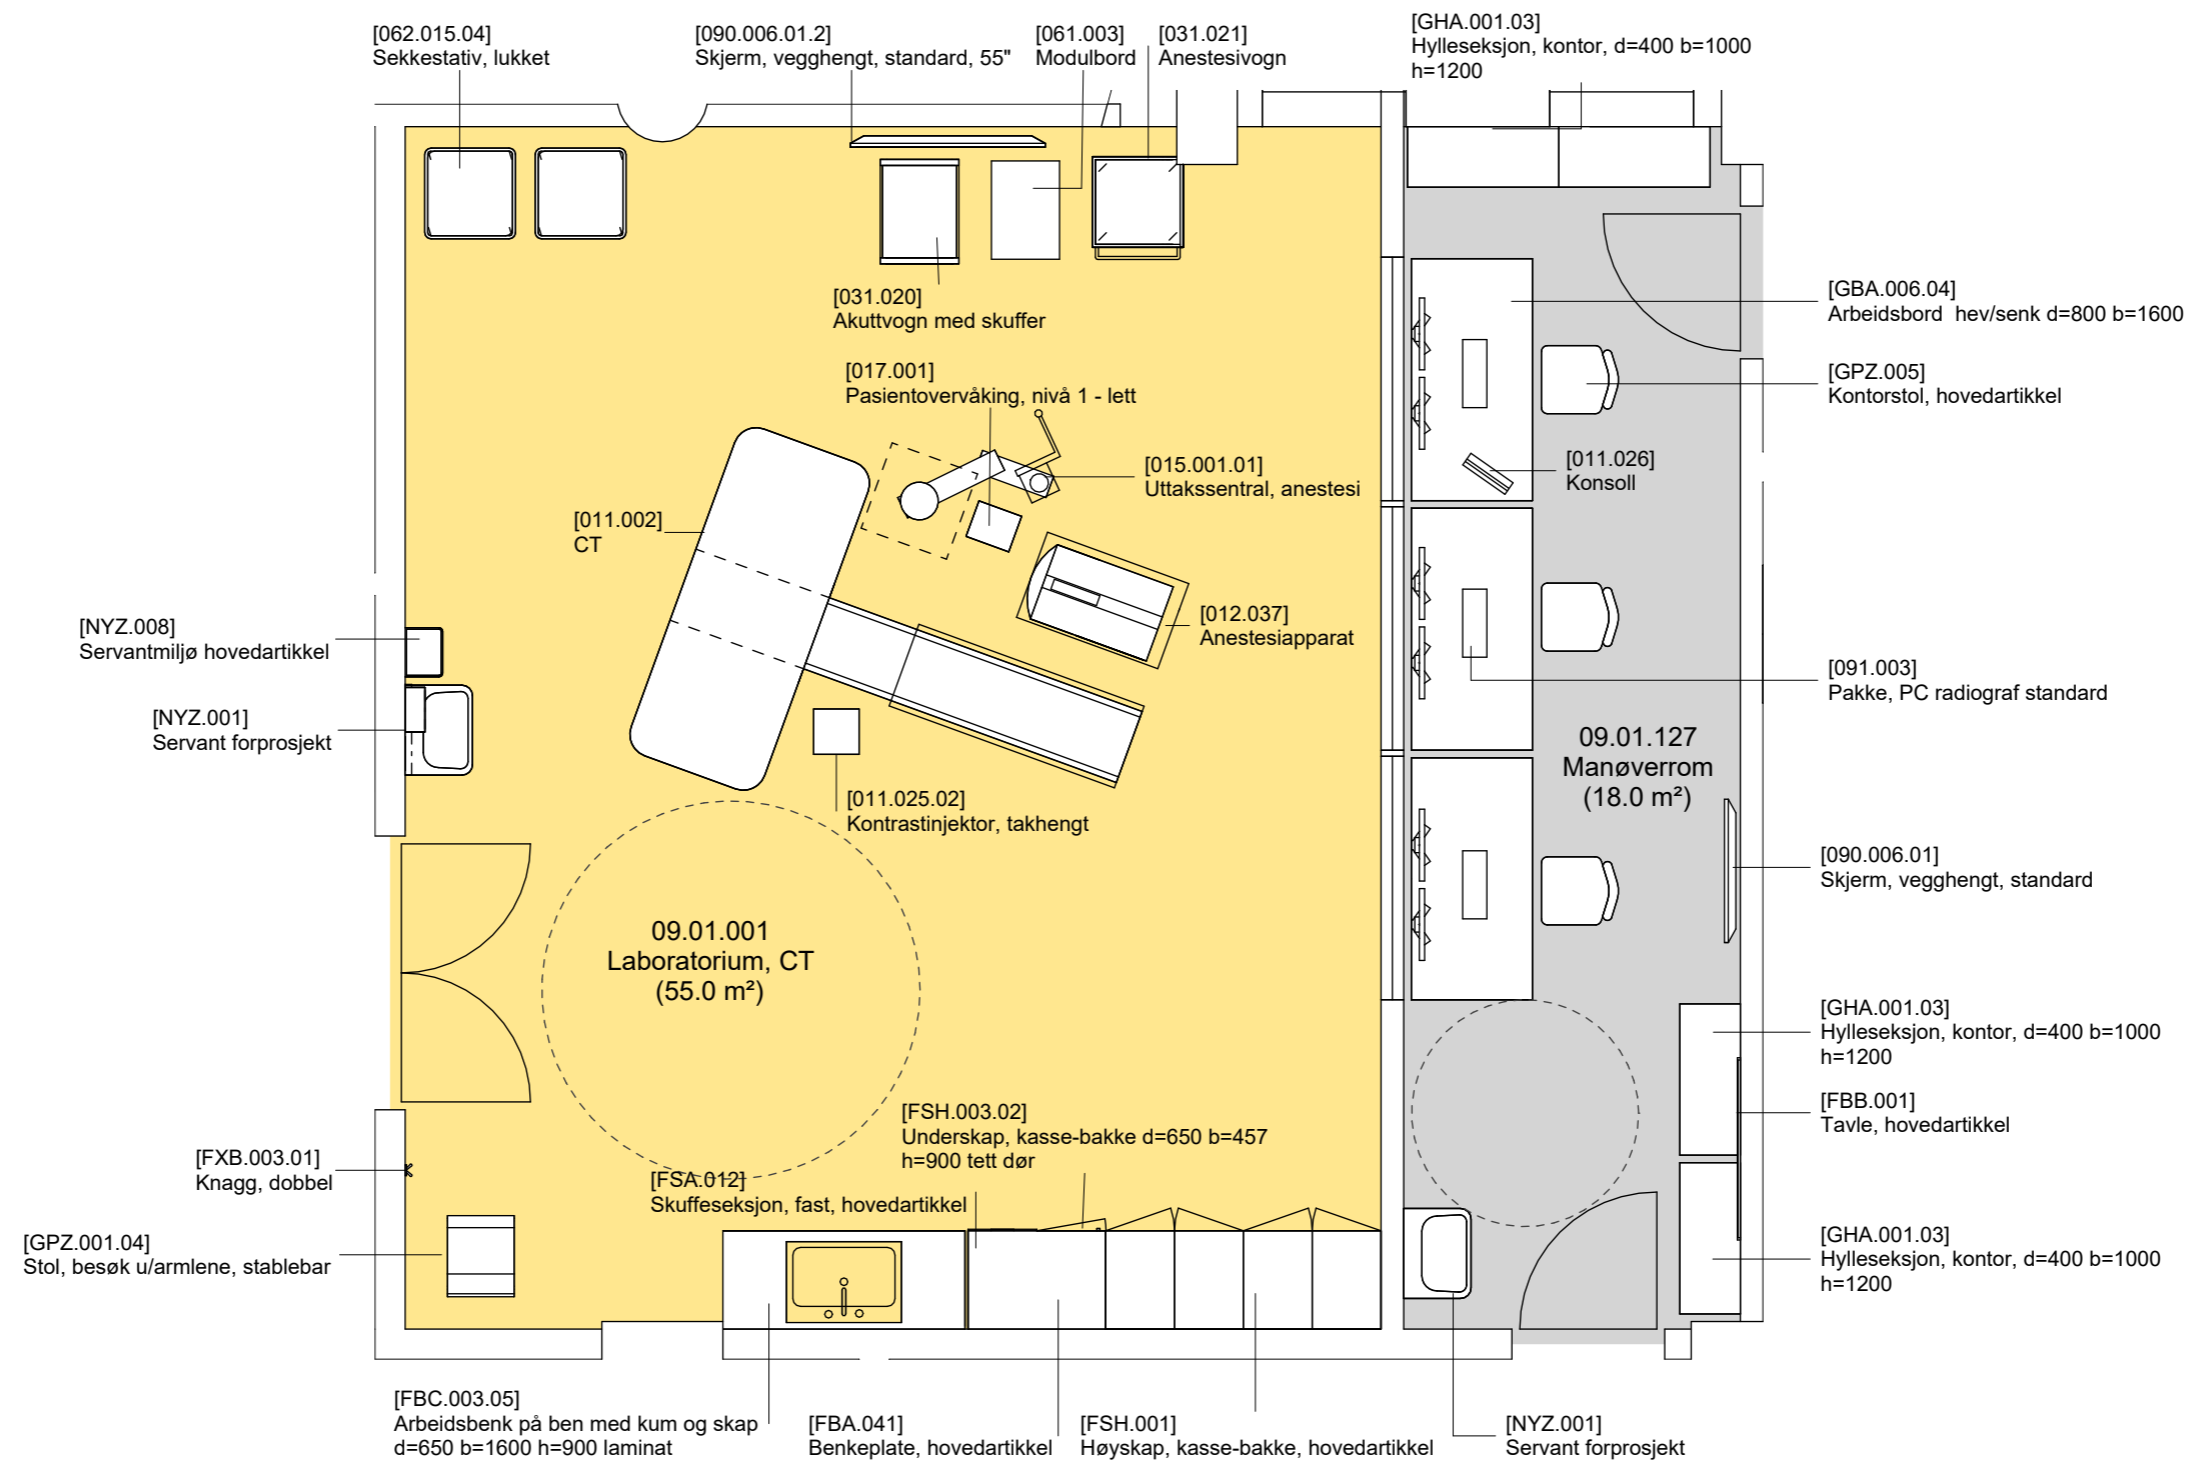 [062.015.04]
Sekkestativ, lukket
[090.006.01.2]
Skjerm, vegghengt, standard, 55"
[061.003]
Modulbord
[031.021]
Anestesivogn
[GHA.001.03]
Hylleseksjon, kontor, d=400 b=1000
h=1200
[031.020]
Akuttvogn med skuffer
[GBA.006.04]
Arbeidsbord  hev/senk d=800 b=1600
[017.001]
Pasientovervåking, nivå 1 - lett
[GPZ.005]
Kontorstol, hovedartikkel
[015.001.01]
Uttakssentral, anestesi
[011.026]
Konsoll
[011.002]
CT
[012.037]
Anestesiapparat
[NYZ.008]
Servantmiljø hovedartikkel
[091.003]
Pakke, PC radiograf standard
[NYZ.001]
Servant forprosjekt
09.01.127
Manøverrom
(18.0 m²)
[011.025.02]
Kontrastinjektor, takhengt
[090.006.01]
Skjerm, vegghengt, standard
09.01.001
Laboratorium, CT
(55.0 m²)
[GHA.001.03]
Hylleseksjon, kontor, d=400 b=1000
h=1200
[FBB.001]
Tavle, hovedartikkel
[FSH.003.02]
Underskap, kasse-bakke d=650 b=457
h=900 tett dør
[FXB.003.01]
Knagg, dobbel
[FSA.012]
Skuffeseksjon, fast, hovedartikkel
[GPZ.001.04]
Stol, besøk u/armlene, stablebar
[GHA.001.03]
Hylleseksjon, kontor, d=400 b=1000
h=1200
[FBC.003.05]
Arbeidsbenk på ben med kum og skap
d=650 b=1600 h=900 laminat
[FBA.041]
Benkeplate, hovedartikkel
[FSH.001]
Høyskap, kasse-bakke, hovedartikkel
[NYZ.001]
Servant forprosjekt